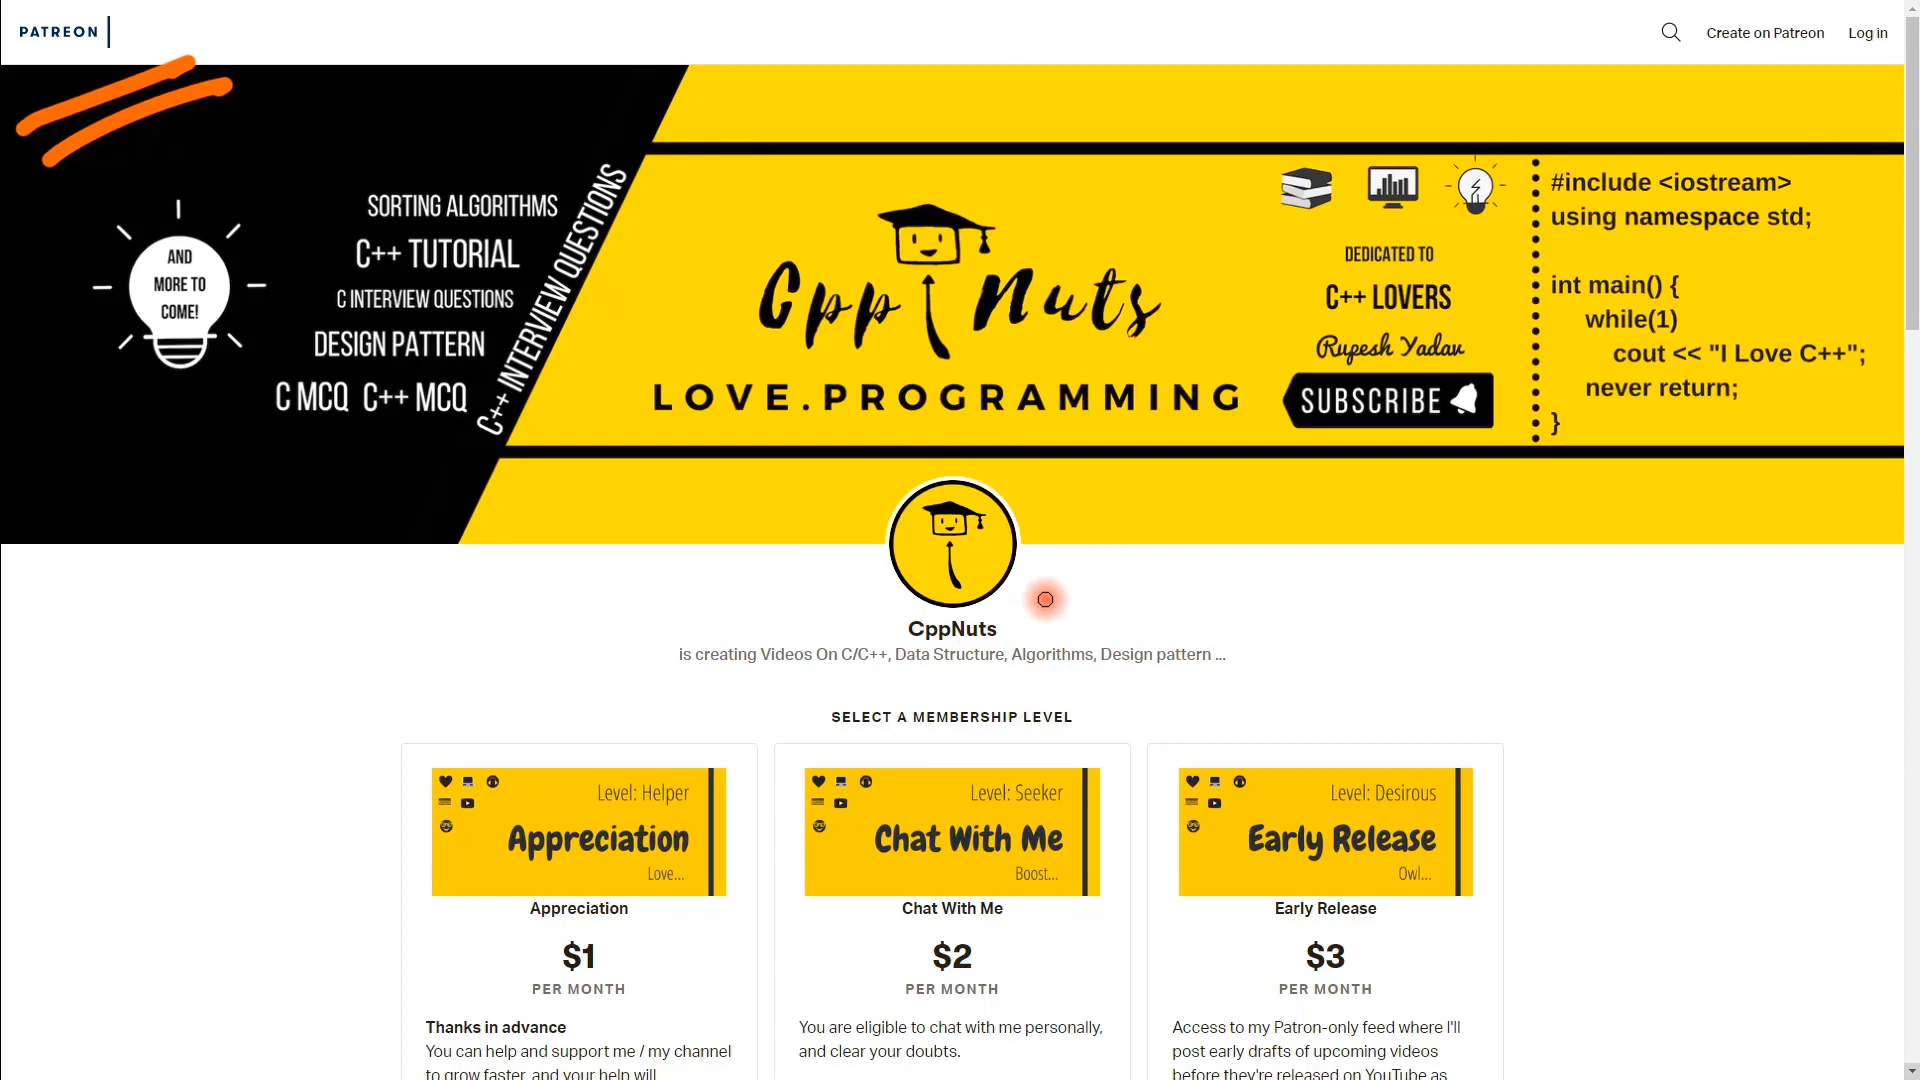 PATREON
Create on Patreon
Log in
AND
MORE TO
COME!
SORTING ALGORITHMS
C++ TUTORIAL
C INTERVIEW QUESTIONS
DESIGN PATTERN
C MCQ C++ MCQ
C++ INTERVIEW QUESTIONS
Cpp Nuts
LOVE.PROGRAMMING
DEDICATED TO
C++ LOVERS
Rupesh Yadav
SUBSCRIBE
#include <iostream>
using namespace std;
int main() {
while(1)
cout << "I Love C++";
never return;
}
CppNuts
is creating Videos On C/C++, Data Structure, Algorithms, Design pattern ...
SELECT A MEMBERSHIP LEVEL
Level: Helper
Appreciation
Love...
Appreciation
$1
PER MONTH
Thanks in advance
You can help and support me / my channel
to grow faster, and your help will
Level: Seeker
Chat With Me
Boost...
Chat With Me
$2
PER MONTH
You are eligible to chat with me personally,
and clear your doubts.
Level: Desirous
Early Release
Owl...
Early Release
$3
PER MONTH
Access to my Patron-only feed where I'll
post early drafts of upcoming videos
before they're released on YouTube as